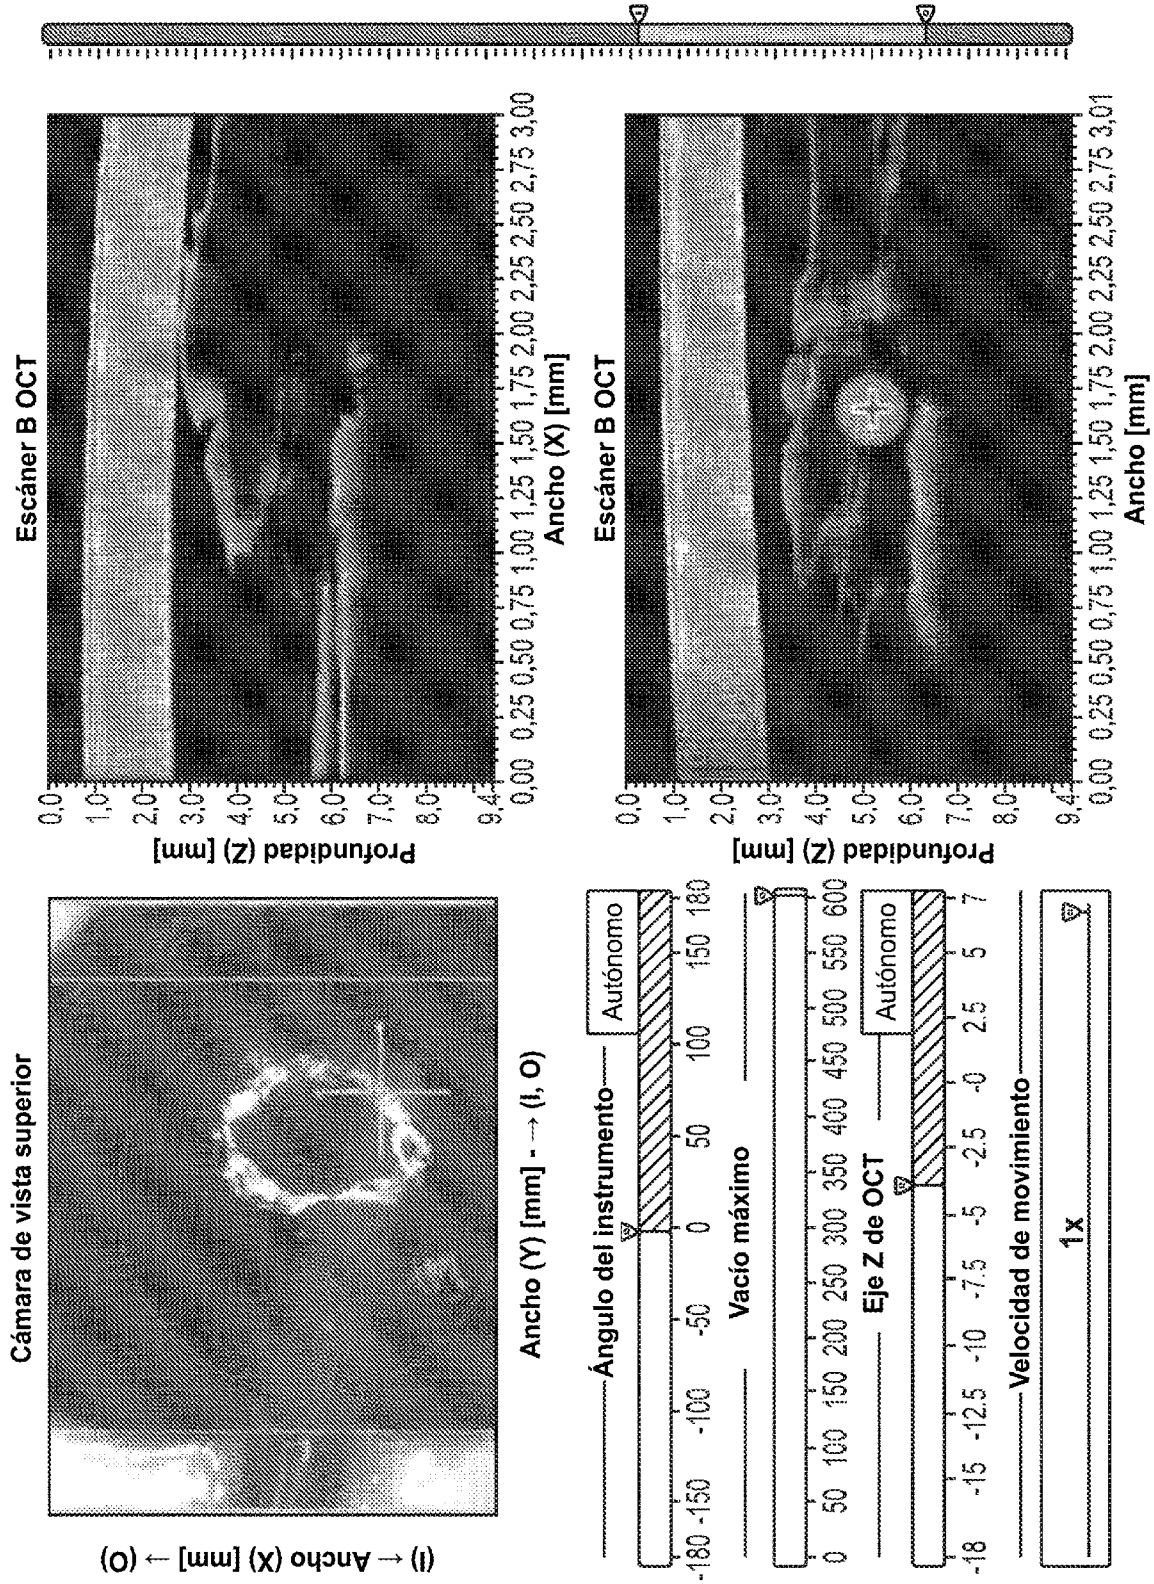 Cámara de vista superior
(I) ← Ancho (X) [mm] → (O)
Ancho (Y) [mm] - → (I, O)
Escáner B OCT
Profundidad (Z) [mm]
0,0
1,0
2,0
3,0
4,0
5,0
6,0
7,0
8,0
9,4
0,00 0,25 0,50 0,75 1,00 1,25 1,50 1,75 2,00 2,25 2,50 2,75 3,00
Ancho (X) [mm]
Ángulo del instrumento
Autónomo
-180 -150 -100 -50 0 50 100 150 180
Vacío máximo
0 50 100 150 200 250 300 350 400 450 500 550 600
Eje Z de OCT
Autónomo
-18 -15 -12.5 -10 -7.5 -5 -2.5 -0 2.5 5 7
Velocidad de movimiento
1x
Escáner B OCT
Profundidad (Z) [mm]
0,0
1,0
2,0
3,0
4,0
5,0
6,0
7,0
8,0
9,4
0,00 0,25 0,50 0,75 1,00 1,25 1,50 1,75 2,00 2,25 2,50 2,75 3,01
Ancho [mm]